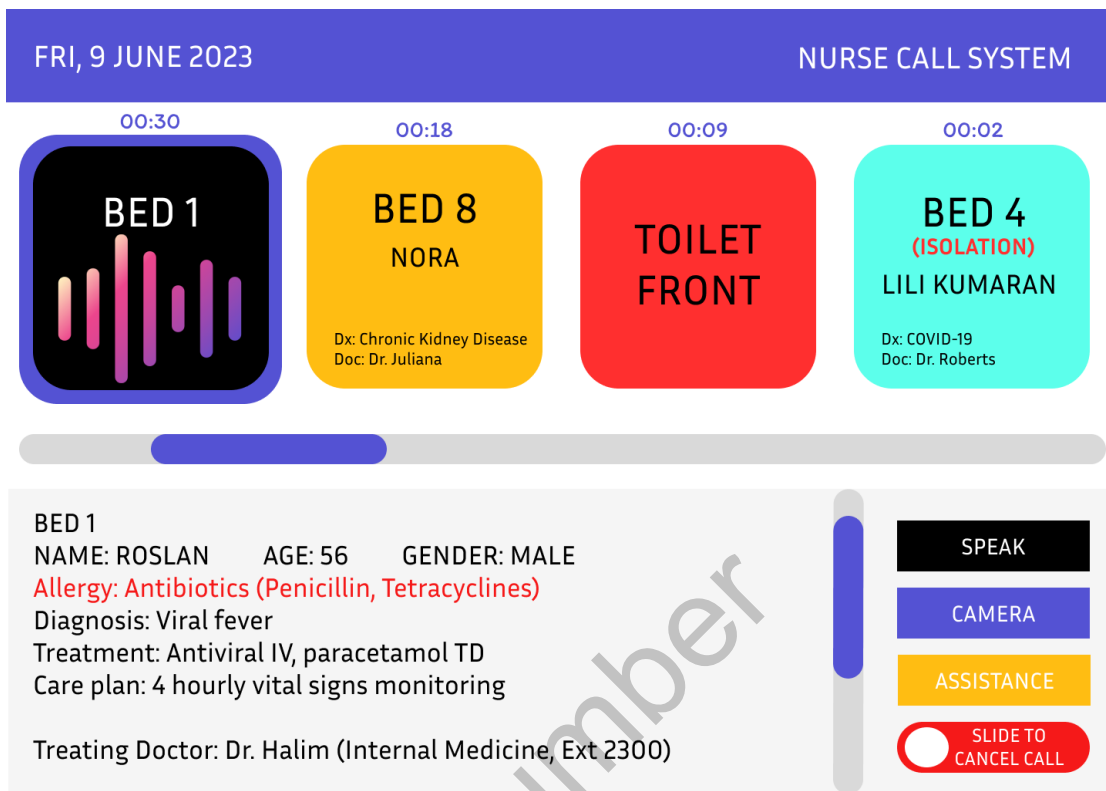 FRI, 9 JUNE 2023
NURSE CALL SYSTEM
00:30
00:18
00:09
00:02
BED 1
BED 8
NORA
Dx: Chronic Kidney Disease
Doc: Dr. Juliana
TOILET
FRONT
BED 4
(ISOLATION)
LILI KUMARAN
Dx: COVID-19
Doc: Dr. Roberts
BED 1
NAME: ROSLAN AGE: 56 GENDER: MALE
Allergy: Antibiotics (Penicillin, Tetracyclines)
Diagnosis: Viral fever
Treatment: Antiviral IV, paracetamol TD
Care plan: 4 hourly vital signs monitoring
Treating Doctor: Dr. Halim (Internal Medicine, Ext 2300)
SPEAK
CAMERA
ASSISTANCE
SLIDE TO
CANCEL CALL